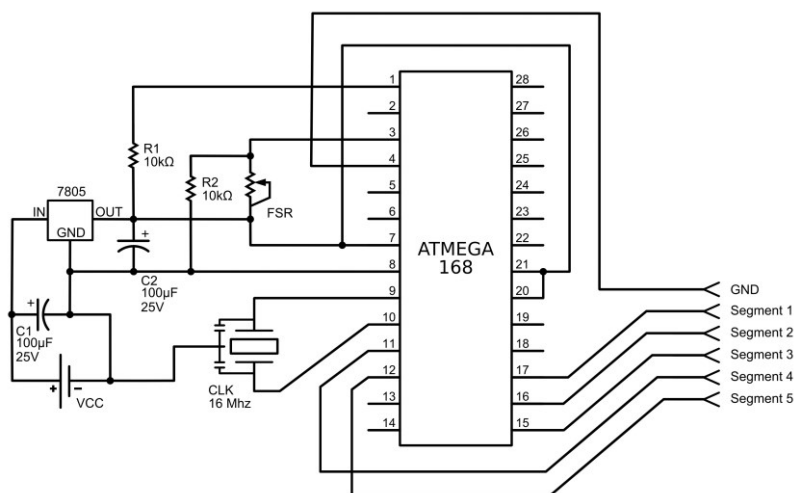 1
2
3
4
5
6
7
8
9
10
11
12
13
14
28
27
26
25
24
23
22
21
20
19
18
17
16
15
ATMEGA
168
R1
10kΩ
R2
10kΩ
FSR
7805
IN
OUT
GND
+
C2
100μF
25V
+
C1
100μF
25V
+
−
VCC
CLK
16 Mhz
GND
Segment 1
Segment 2
Segment 3
Segment 4
Segment 5